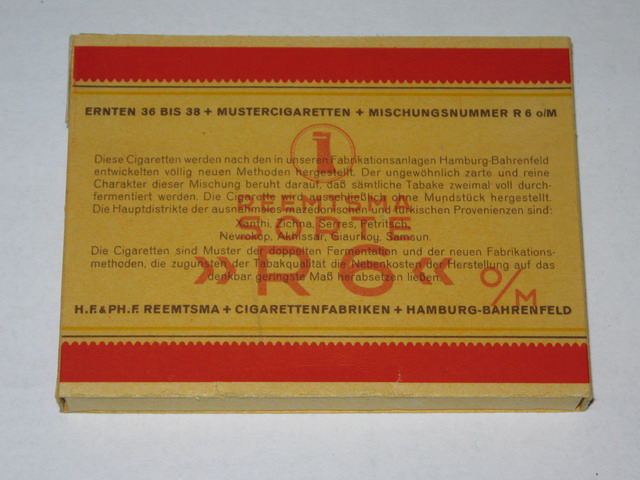 ERNTEN 36 BIS 38 + MUSTERCIGARETTEN + MISCHUNGSNUMMER R 6 o/M
Diese Cigaretten werden nach den in unseren Fabrikationsanlagen Hamburg-Bahrenfeld
entwickelten völlig neuen Methoden hergestellt. Der ungewöhnlich zarte und reine
Charakter dieser Mischung beruht darauf, daß sämtliche Tabake zweimal voll durch-
fermentiert werden. Die Cigarette wird ausschließlich ohne Mundstück hergestellt.
Die Hauptdistrikte der ausnahmslos mazedonischen und türkischen Provenienzen sind:
Xanthi, Zichna, Serres, Petritsch,
Nevrokop, Akhissar, Giaurkoy, Samsun.
Die Cigaretten sind Muster der doppelten Fermentation und der neuen Fabrikations-
methoden, die zugunsten der Tabakqualität die Nebenkosten der Herstellung auf das
denkbar geringste Maß herabsetzen ließen.
REEMTSMA
SORTE
»R6«
o/M
H.F.&PH.F. REEMTSMA + CIGARETTENFABRIKEN + HAMBURG-BAHRENFELD